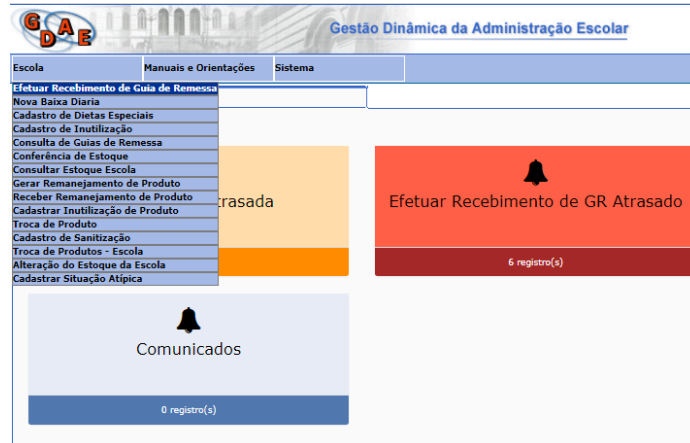 GDAE
Gestão Dinâmica da Administração Escolar
Escola
Manuais e Orientações
Sistema
Efetuar Recebimento de Guia de Remessa
Nova Baixa Diaria
Cadastro de Dietas Especiais
Cadastro de Inutilização
Consulta de Guias de Remessa
Conferência de Estoque
Consultar Estoque Escola
Gerar Remanejamento de Produto
Receber Remanejamento de Produto
Cadastrar Inutilização de Produto
Troca de Produto
Cadastro de Sanitização
Troca de Produtos - Escola
Alteração do Estoque da Escola
Cadastrar Situação Atípica
trasada
Efetuar Recebimento de GR Atrasado
6 registro(s)
Comunicados
0 registro(s)